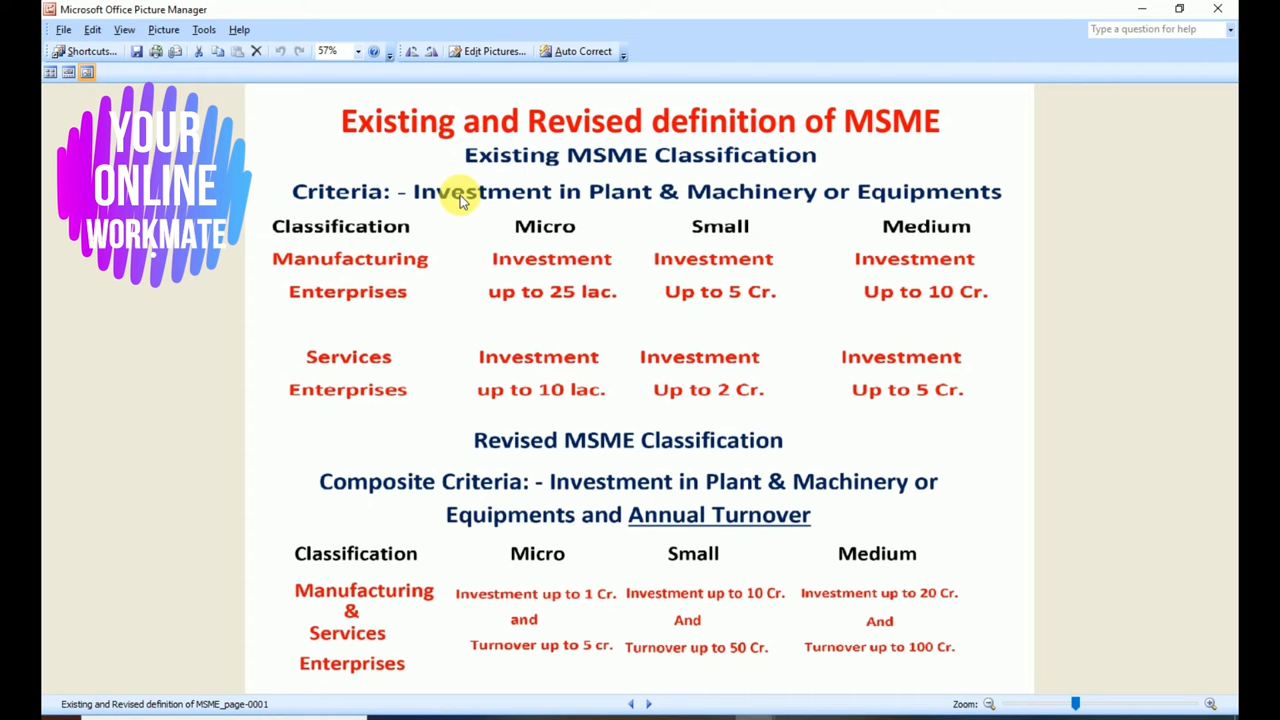 Microsoft Office Picture Manager
File Edit View Picture Tools Help
Type a question for help
Shortcuts... 57% Edit Pictures... Auto Correct
YOUR
ONLINE
WORKMATE
Existing and Revised definition of MSME
Existing MSME Classification
Criteria: - Investment in Plant & Machinery or Equipments
Classification Micro Small Medium
Manufacturing Investment Investment Investment
Enterprises up to 25 lac. Up to 5 Cr. Up to 10 Cr.
Services Investment Investment Investment
Enterprises up to 10 lac. Up to 2 Cr. Up to 5 Cr.
Revised MSME Classification
Composite Criteria: - Investment in Plant & Machinery or
Equipments and Annual Turnover
Classification Micro Small Medium
Manufacturing Investment up to 1 Cr. Investment up to 10 Cr. Investment up to 20 Cr.
& and And And
Services Turnover up to 5 cr. Turnover up to 50 Cr. Turnover up to 100 Cr.
Enterprises
Existing and Revised definition of MSME_page-0001 Zoom: